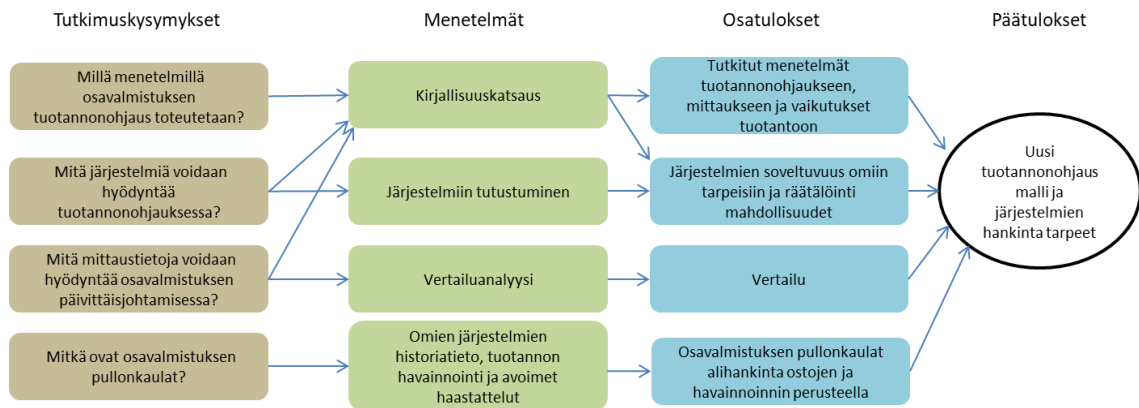 Tutkimuskysymykset
Menetelmät
Osatulokset
Päätulokset
Millä menetelmillä
osavalmistuksen
tuotannonohjaus toteutetaan?
Kirjallisuuskatsaus
Tutkitut menetelmät
tuotannonohjaukseen,
mittaukseen ja vaikutukset
tuotantoon
Mitä järjestelmiä voidaan
hyödyntää
tuotannonohjauksessa?
Järjestelmiin tutustuminen
Järjestelmien soveltuvuus omiin
tarpeisiin ja räätälöinti
mahdollisuudet
Uusi
tuotannonohjaus
malli ja
järjestelmien
hankinta tarpeet
Mitä mittaustietoja voidaan
hyödyntää osavalmistuksen
päivittäisjohtamisessa?
Vertailuanalyysi
Vertailu
Mitkä ovat osavalmistuksen
pullonkaulat?
Omien järjestelmien
historiatieto, tuotannon
havainnointi ja avoimet
haastattelut
Osavalmistuksen pullonkaulat
alihankinta ostojen ja
havainnoinnin perusteella